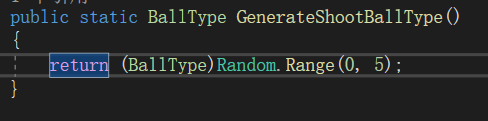 public static BallType GenerateShootBallType()
{
return (BallType)Random.Range(0, 5);
}